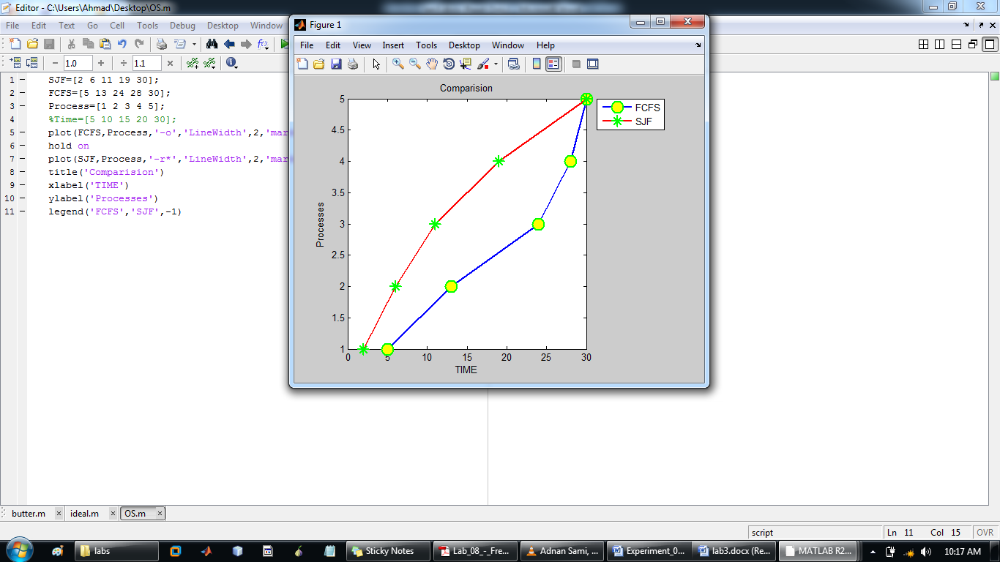 Editor - C:\Users\Ahmad\Desktop\OS.m
File Edit Text Go Cell Tools Debug Desktop Window
1.0 1.1
1 SJF=[2 6 11 19 30];
2 FCFS=[5 13 24 28 30];
3 Process=[1 2 3 4 5];
4 %Time=[5 10 15 20 30];
5 plot(FCFS,Process,'-o','LineWidth',2,'mar
6 hold on
7 plot(SJF,Process,'-r*','LineWidth',2,'mar
8 title('Comparision')
9 xlabel('TIME')
10 ylabel('Processes')
11 legend('FCFS','SJF',-1)
Figure 1
File Edit View Insert Tools Desktop Window Help
Comparision
5
4.5
4
3.5
3
2.5
2
1.5
1
Processes
0 5 10 15 20 25 30
TIME
FCFS
SJF
butter.m ideal.m OS.m
script Ln 11 Col 15 OVR
labs Sticky Notes Lab_08_-_Fre... Adnan Sami, ... Experiment_0... lab3.docx (Re... MATLAB R2... 10:17 AM